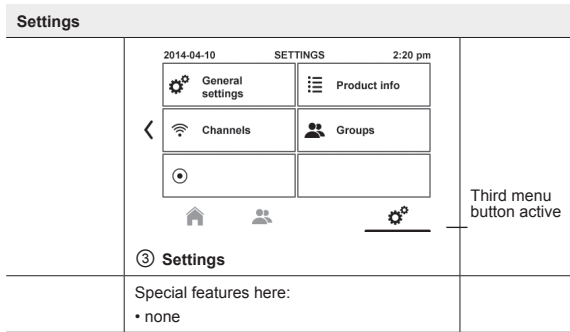 Settings
2014-04-10 SETTINGS 2:20 pm
General
settings
Product info
Channels
Groups
Third menu
button active
③ Settings
Special features here:
• none